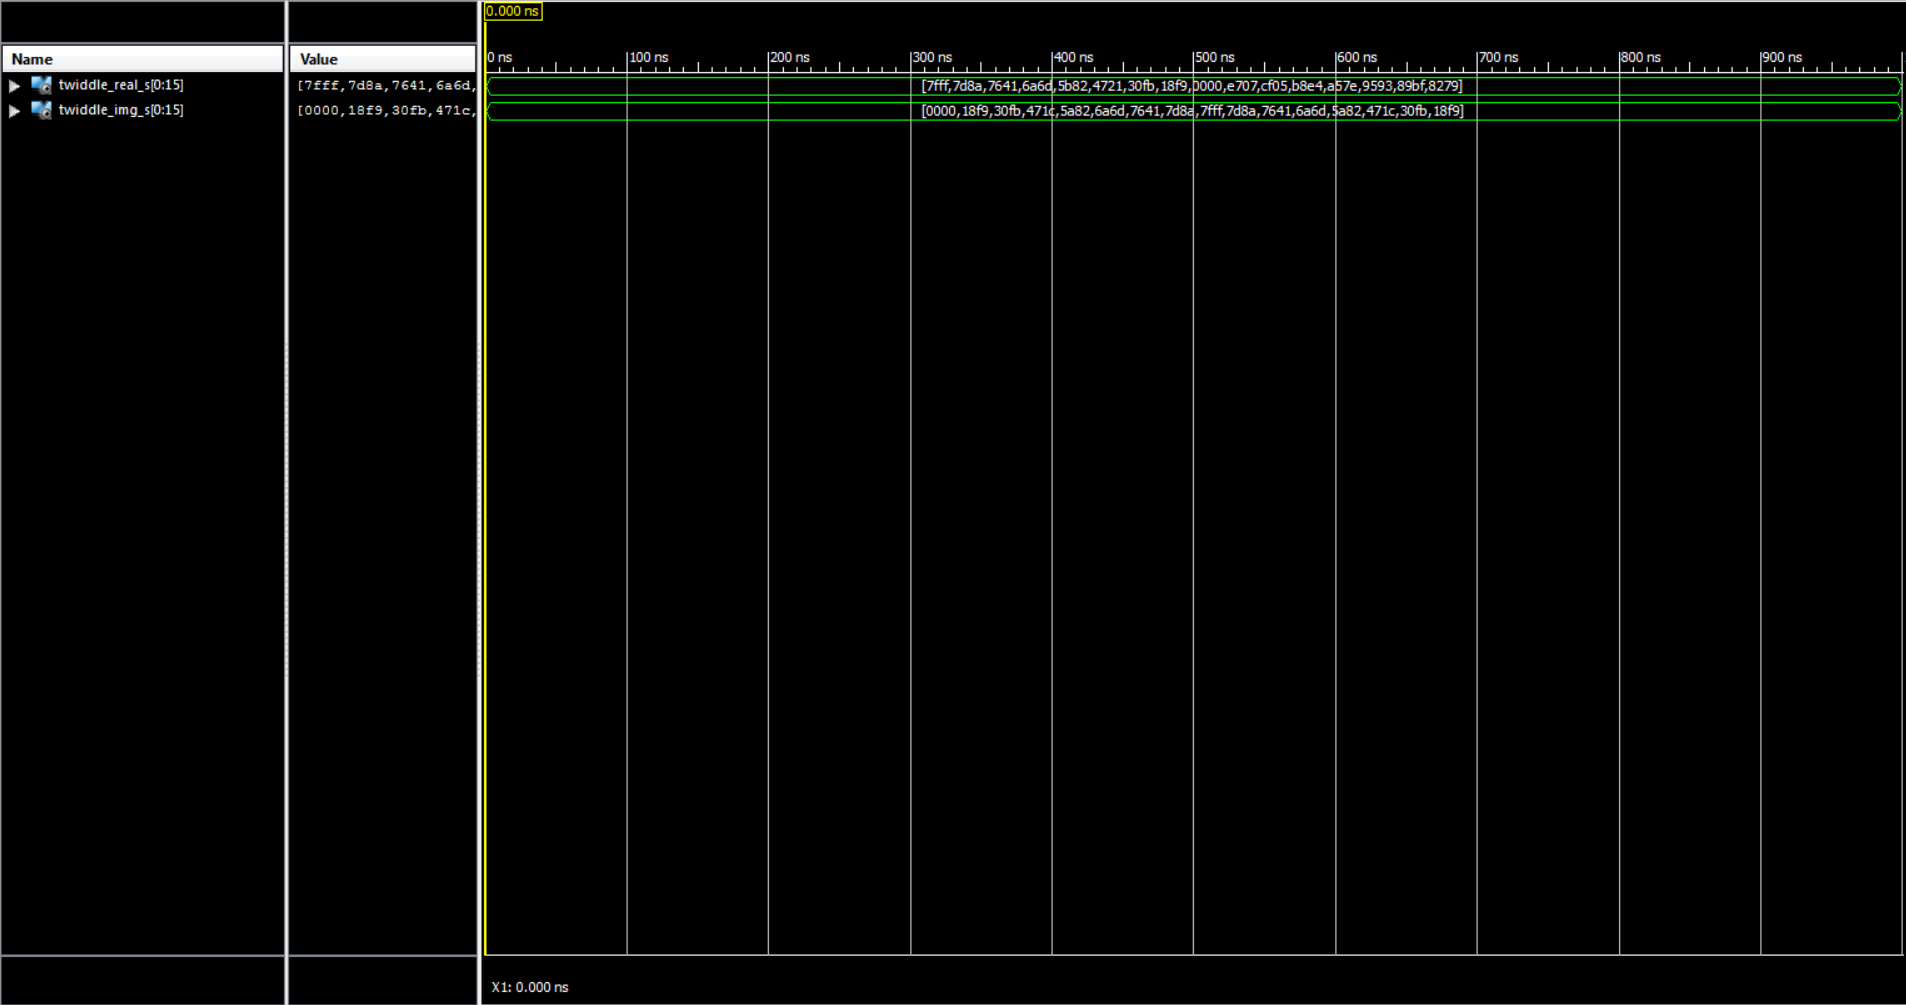 0.000 ns
Name
Value
0 ns
100 ns
200 ns
300 ns
400 ns
500 ns
600 ns
700 ns
800 ns
900 ns
twiddle_real_s[0:15]
[7fff,7d8a,7641,6a6d,
[7fff,7d8a,7641,6a6d,5b82,4721,30fb,18f9,0000,e707,cf05,b8e4,a57e,9593,89bf,8279]
twiddle_img_s[0:15]
[0000,18f9,30fb,471c,
[0000,18f9,30fb,471c,5a82,6a6d,7641,7d8a,7fff,7d8a,7641,6a6d,5a82,471c,30fb,18f9]
X1: 0.000 ns